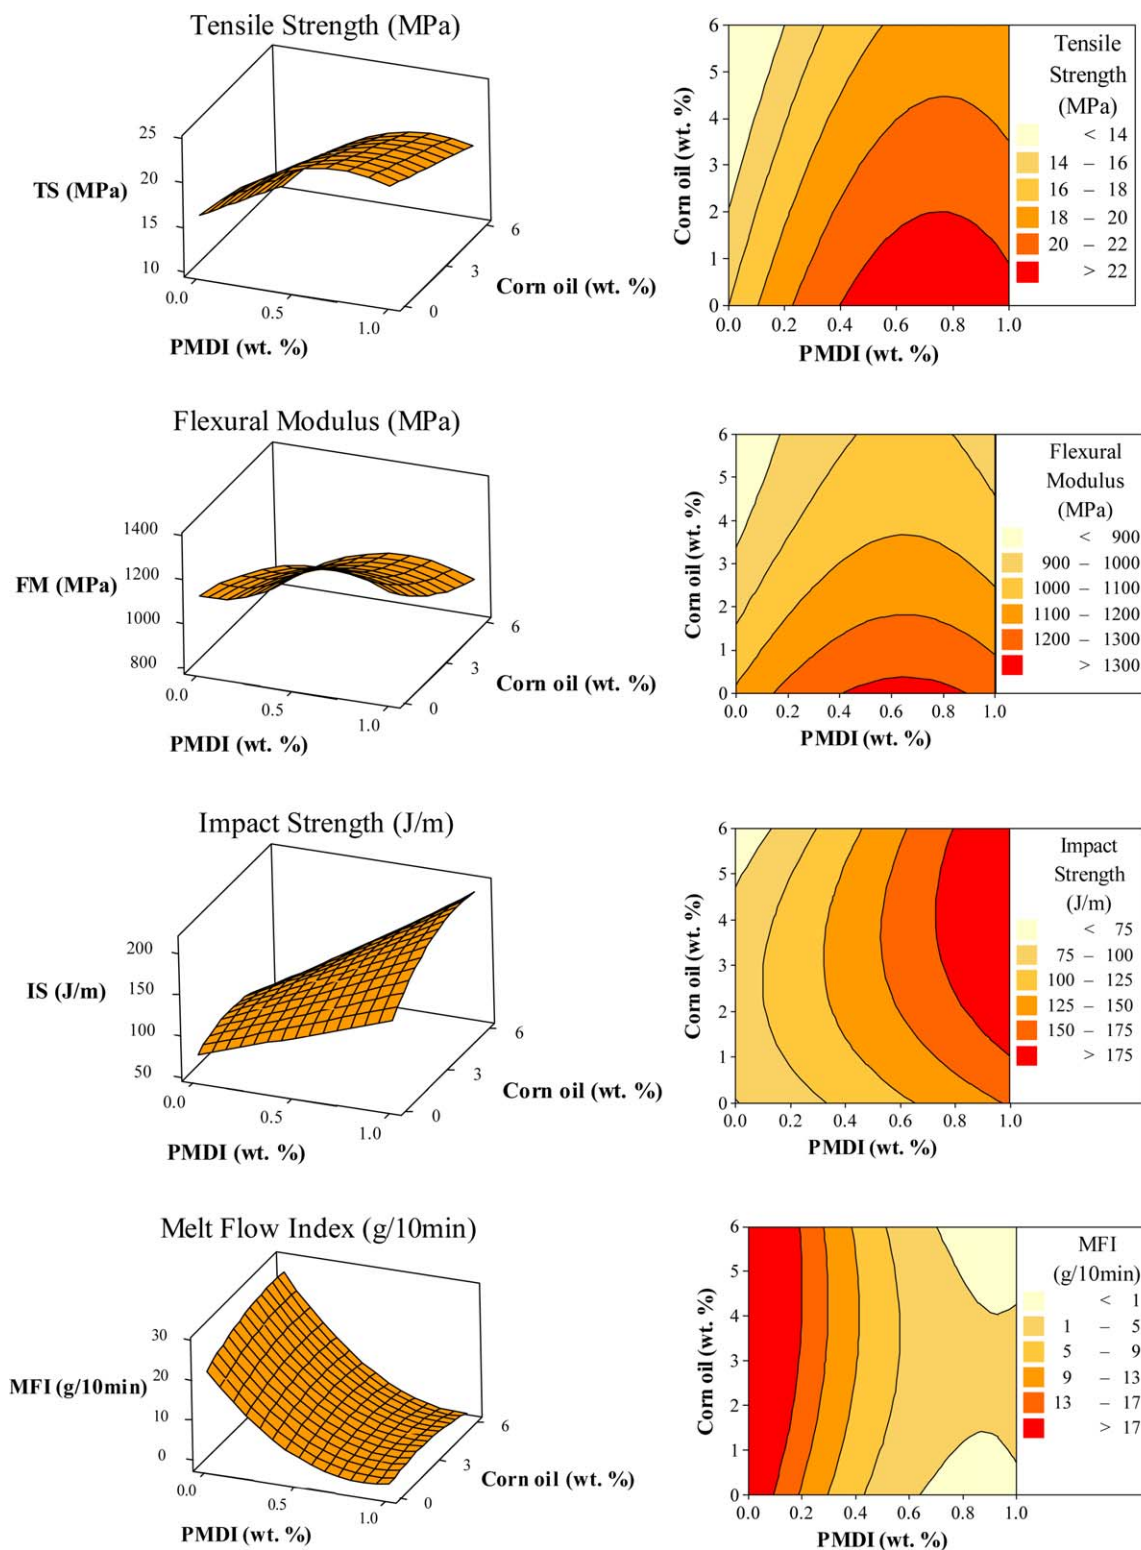 Tensile Strength (MPa)
25
20
15
10
TS (MPa)
0.0
0.5
1.0
PMDI (wt. %)
0
3
6
Corn oil (wt. %)
6
5
4
3
2
1
0
Corn oil (wt. %)
0.0 0.2 0.4 0.6 0.8 1.0
PMDI (wt. %)
Tensile
Strength
(MPa)
< 14
14 – 16
16 – 18
18 – 20
20 – 22
> 22
Flexural Modulus (MPa)
1400
1200
1000
800
FM (MPa)
0.0
0.5
1.0
PMDI (wt. %)
0
3
6
Corn oil (wt. %)
6
5
4
3
2
1
0
Corn oil (wt. %)
0.0 0.2 0.4 0.6 0.8 1.0
PMDI (wt. %)
Flexural
Modulus
(MPa)
< 900
900 – 1000
1000 – 1100
1100 – 1200
1200 – 1300
> 1300
Impact Strength (J/m)
200
150
100
50
IS (J/m)
0.0
0.5
1.0
PMDI (wt. %)
0
3
6
Corn oil (wt. %)
6
5
4
3
2
1
0
Corn oil (wt. %)
0.0 0.2 0.4 0.6 0.8 1.0
PMDI (wt. %)
Impact
Strength
(J/m)
< 75
75 – 100
100 – 125
125 – 150
150 – 175
> 175
Melt Flow Index (g/10min)
30
20
10
0
MFI (g/10min)
0.0
0.5
1.0
PMDI (wt. %)
0
3
6
Corn oil (wt. %)
6
5
4
3
2
1
0
Corn oil (wt. %)
0.0 0.2 0.4 0.6 0.8 1.0
PMDI (wt. %)
MFI
(g/10min)
< 1
1 – 5
5 – 9
9 – 13
13 – 17
> 17